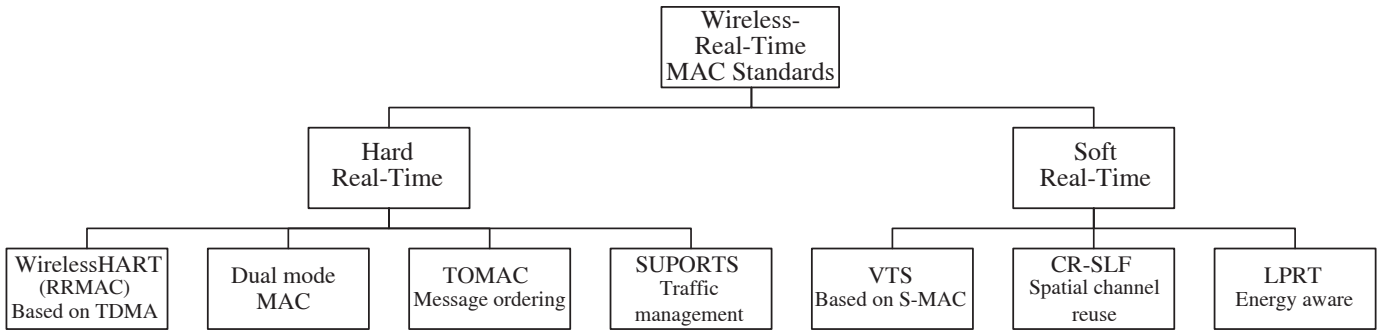 Wireless-
Real-Time
MAC Standards
Hard
Real-Time
Soft
Real-Time
WirelessHART
(RRMAC)
Based on TDMA
Dual mode
MAC
TOMAC
Message ordering
SUPORTS
Traffic
management
VTS
Based on S-MAC
CR-SLF
Spatial channel
reuse
LPRT
Energy aware